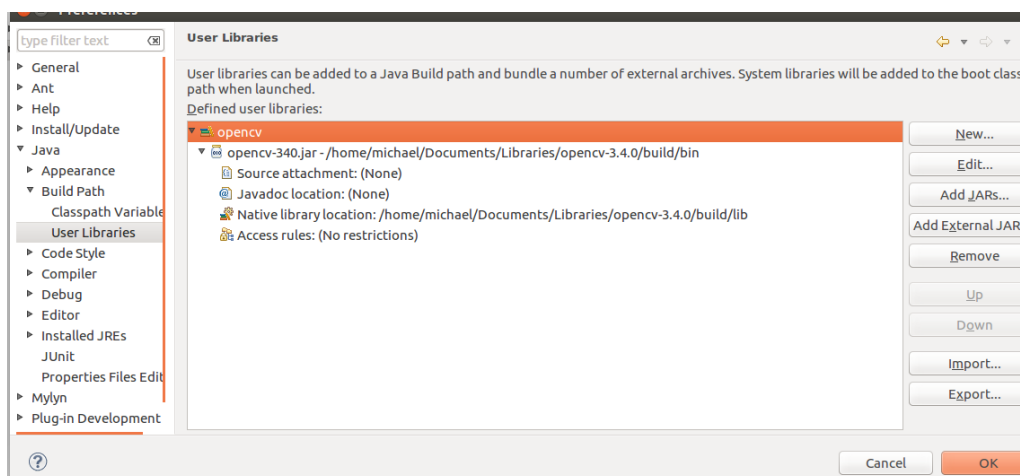 type filter text
General
Ant
Help
Install/Update
Java
Appearance
Build Path
Classpath Variable
User Libraries
Code Style
Compiler
Debug
Editor
Installed JREs
JUnit
Properties Files Edit
Mylyn
Plug-in Development
User Libraries
User libraries can be added to a Java Build path and bundle a number of external archives. System libraries will be added to the boot class
path when launched.
Defined user libraries:
opencv
opencv-340.jar - /home/michael/Documents/Libraries/opencv-3.4.0/build/bin
Source attachment: (None)
Javadoc location: (None)
Native library location: /home/michael/Documents/Libraries/opencv-3.4.0/build/lib
Access rules: (No restrictions)
New...
Edit...
Add JARs...
Add External JAR
Remove
Up
Down
Import...
Export...
Cancel
OK